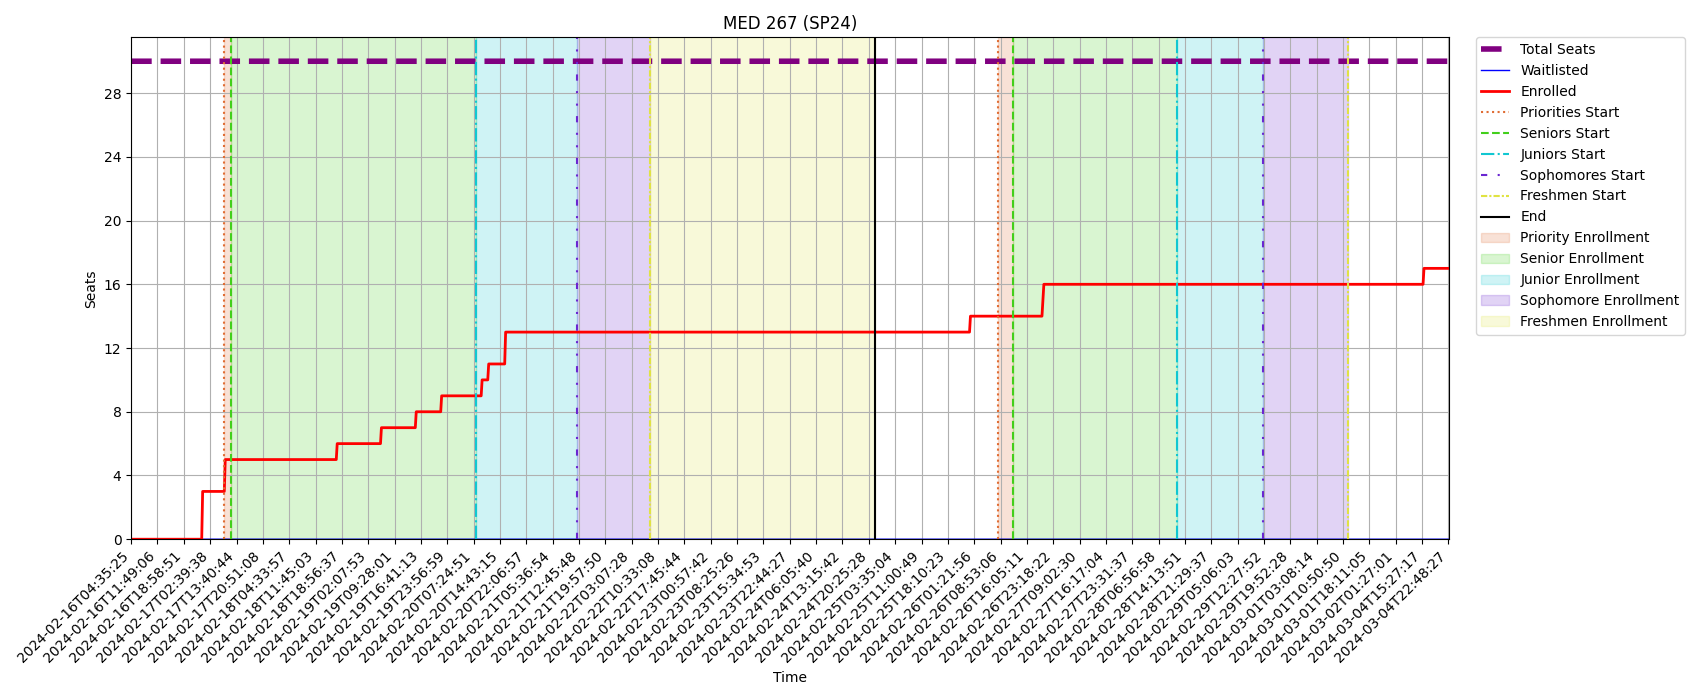 MED 267 (SP24)
Seats
28
24
20
16
12
8
4
0
2024-02-16T04:35:25
2024-02-16T11:49:06
2024-02-16T18:58:51
2024-02-17T02:39:38
2024-02-17T13:40:44
2024-02-17T20:51:08
2024-02-18T04:33:57
2024-02-18T11:45:03
2024-02-18T18:56:37
2024-02-19T02:07:53
2024-02-19T09:28:01
2024-02-19T16:41:13
2024-02-19T23:56:59
2024-02-20T07:24:51
2024-02-20T14:43:15
2024-02-20T22:06:57
2024-02-21T05:36:54
2024-02-21T12:45:48
2024-02-21T19:57:50
2024-02-22T03:07:28
2024-02-22T10:33:08
2024-02-22T17:45:44
2024-02-23T00:57:42
2024-02-23T08:25:26
2024-02-23T15:34:53
2024-02-23T22:44:27
2024-02-24T06:05:40
2024-02-24T13:15:42
2024-02-24T20:25:28
2024-02-25T03:35:04
2024-02-25T11:00:49
2024-02-25T18:10:23
2024-02-26T01:21:56
2024-02-26T08:53:06
2024-02-26T16:05:11
2024-02-26T23:18:22
2024-02-27T09:02:30
2024-02-27T16:17:04
2024-02-27T23:31:37
2024-02-28T06:56:58
2024-02-28T14:13:51
2024-02-28T21:29:37
2024-02-29T05:06:03
2024-02-29T12:27:52
2024-02-29T19:52:28
2024-03-01T03:08:14
2024-03-01T10:50:50
2024-03-01T18:11:05
2024-03-02T01:27:01
2024-03-04T15:27:17
2024-03-04T22:48:27
Time
Total Seats
Waitlisted
Enrolled
Priorities Start
Seniors Start
Juniors Start
Sophomores Start
Freshmen Start
End
Priority Enrollment
Senior Enrollment
Junior Enrollment
Sophomore Enrollment
Freshmen Enrollment